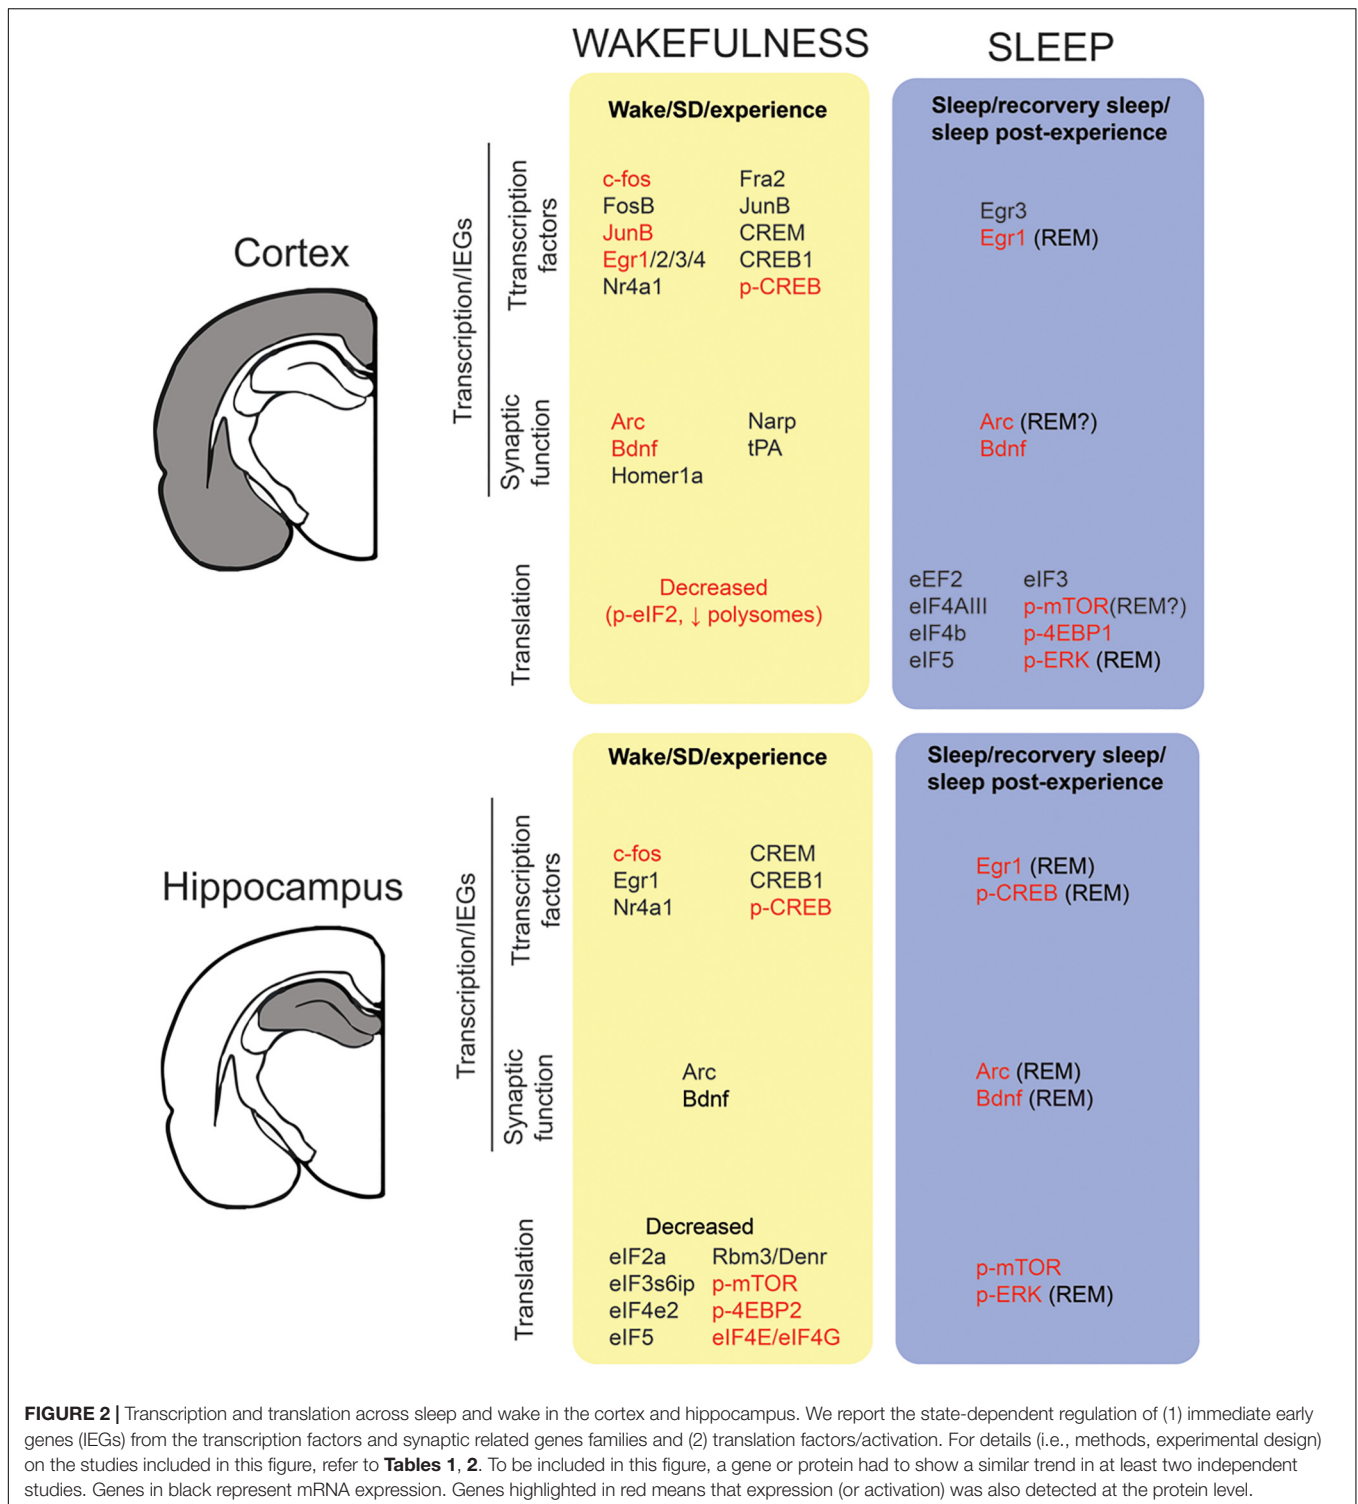 WAKEFULNESS
SLEEP
Cortex
Transcription/IEGs
Ttranscription
factors
Synaptic
function
Translation
Wake/SD/experience
c-fos
FosB
JunB
Egr1/2/3/4
Nr4a1
Fra2
JunB
CREM
CREB1
p-CREB
Arc
Bdnf
Homer1a
Narp
tPA
Decreased
(p-eIF2, ↓ polysomes)
Sleep/recorvery sleep/
sleep post-experience
Egr3
Egr1 (REM)
Arc (REM?)
Bdnf
eEF2
eIF4AIII
eIF4b
eIF5
eIF3
p-mTOR(REM?)
p-4EBP1
p-ERK (REM)
Hippocampus
Transcription/IEGs
Ttranscription
factors
Synaptic
function
Translation
Wake/SD/experience
c-fos
Egr1
Nr4a1
CREM
CREB1
p-CREB
Arc
Bdnf
Decreased
eIF2a
eIF3s6ip
eIF4e2
eIF5
Rbm3/Denr
p-mTOR
p-4EBP2
eIF4E/eIF4G
Sleep/recorvery sleep/
sleep post-experience
Egr1 (REM)
p-CREB (REM)
Arc (REM)
Bdnf (REM)
p-mTOR
p-ERK (REM)
FIGURE 2 | Transcription and translation across sleep and wake in the cortex and hippocampus. We report the state-dependent regulation of (1) immediate early
genes (IEGs) from the transcription factors and synaptic related genes families and (2) translation factors/activation. For details (i.e., methods, experimental design)
on the studies included in this figure, refer to Tables 1, 2. To be included in this figure, a gene or protein had to show a similar trend in at least two independent
studies. Genes in black represent mRNA expression. Genes highlighted in red means that expression (or activation) was also detected at the protein level.